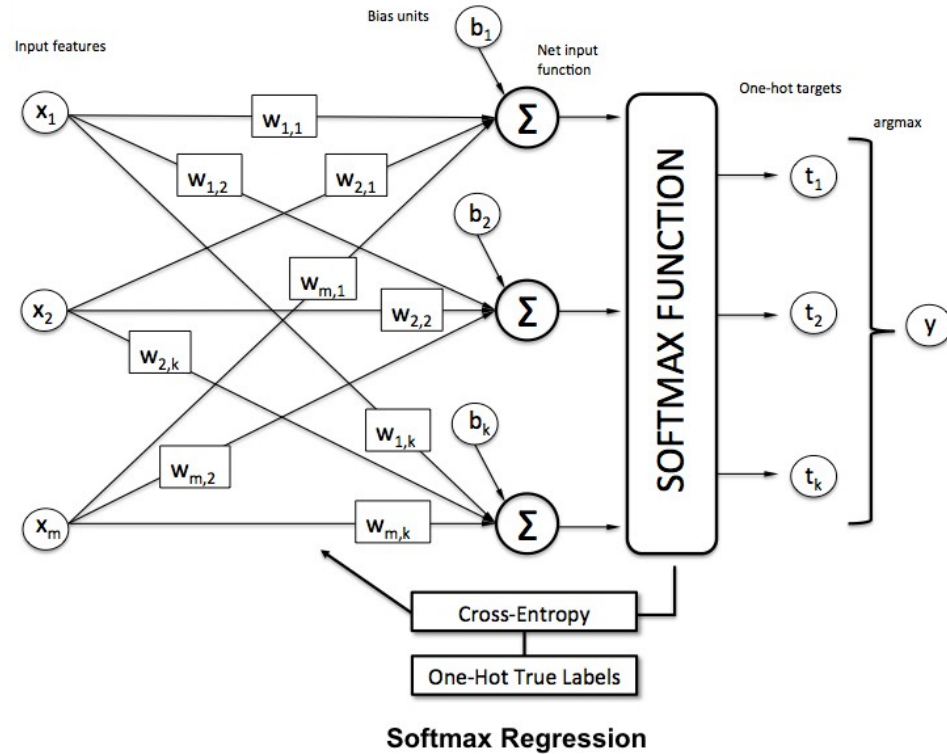 Bias units
b1
Input features
Net input
function
One-hot targets
argmax
x1
w1,1
Σ
w1,2
w2,1
t1
b2
wm,1
x2
w2,2
Σ
t2
y
w2,k
SOFTMAX FUNCTION
bk
w1,k
wm,2
tk
xm
wm,k
Σ
Cross-Entropy
One-Hot True Labels
Softmax Regression